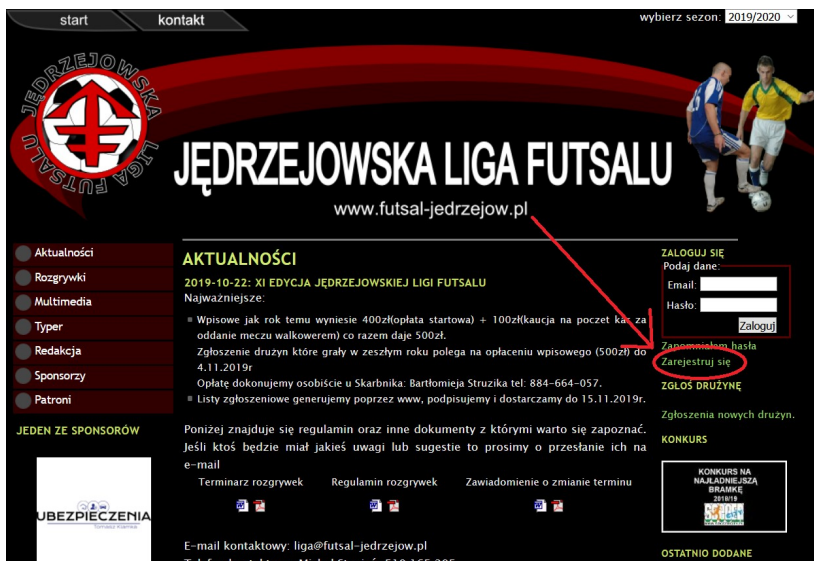 start
kontakt
wybierz sezon: 2019/2020
JĘDRZEJOWSKA
LIGA FUTSALU
JĘDRZEJOWSKA LIGA FUTSALU
www.futsal-jedrzejow.pl
Aktualności
Rozgrywki
Multimedia
Typer
Redakcja
Sponsorzy
Patroni
JEDEN ZE SPONSORÓW
UBEZPIECZENIA
AKTUALNOŚCI
2019-10-22: XI EDYCJA JĘDRZEJOWSKIEJ LIGI FUTSALU
Najważniejsze:
Wpisowe jak rok temu wyniesie 400zł(opłata startowa) + 100zł(kaucja na poczet kar za
oddanie meczu walkowerem) co razem daje 500zł.
Zgłoszenie drużyn które grały w zeszłym roku polega na opłaceniu wpisowego (500zł) do
4.11.2019r
Opłatę dokonujemy osobiście u Skarbnika: Bartłomieja Struzika tel: 884-664-057.
Listy zgłoszeniowe generujemy poprzez www, podpisujemy i dostarczamy do 15.11.2019r.
Poniżej znajduje się regulamin oraz inne dokumenty z którymi warto się zapoznać.
Jeśli ktoś będzie miał jakieś uwagi lub sugestie to prosimy o przesłanie ich na
e-mail
Terminarz rozgrywek Regulamin rozgrywek Zawiadomienie o zmianie terminu
E-mail kontaktowy: liga@futsal-jedrzejow.pl
ZALOGUJ SIĘ
Podaj dane:
Email:
Hasło:
Zaloguj
Zapomniałem hasła
Zarejestruj się
ZGŁOŚ DRUŻYNĘ
Zgłoszenia nowych drużyn.
KONKURS
KONKURS NA
NAJŁADNIEJSZĄ
BRAMKĘ
2018/19
OSTATNIO DODANE